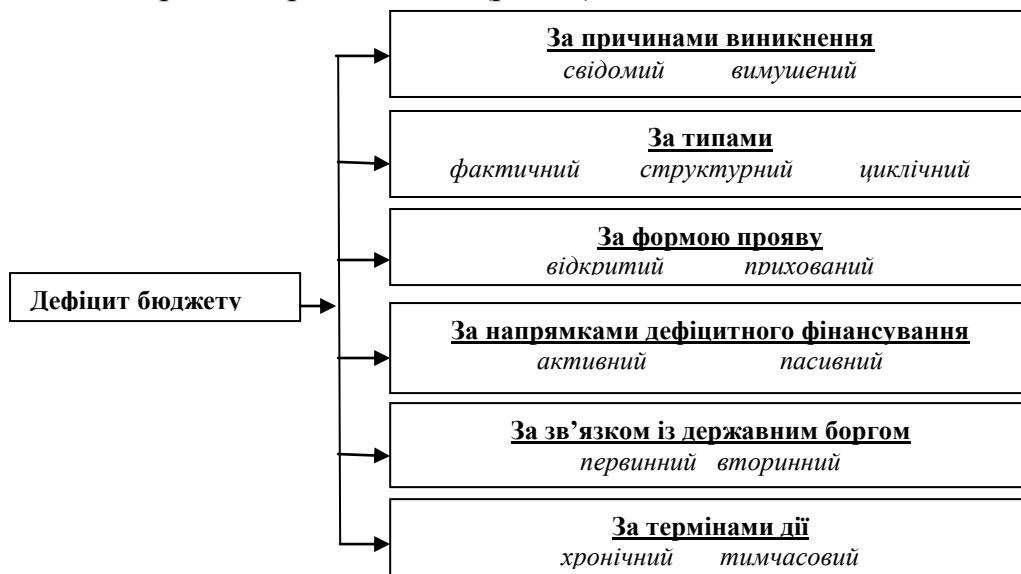 За причинами виникнення
свідомий вимушений
За типами
фактичний структурний циклічний
За формою прояву
відкритий прихований
Дефіцит бюджету
За напрямками дефіцитного фінансування
активний пасивний
За зв’язком із державним боргом
первинний вторинний
За термінами дії
хронічний тимчасовий